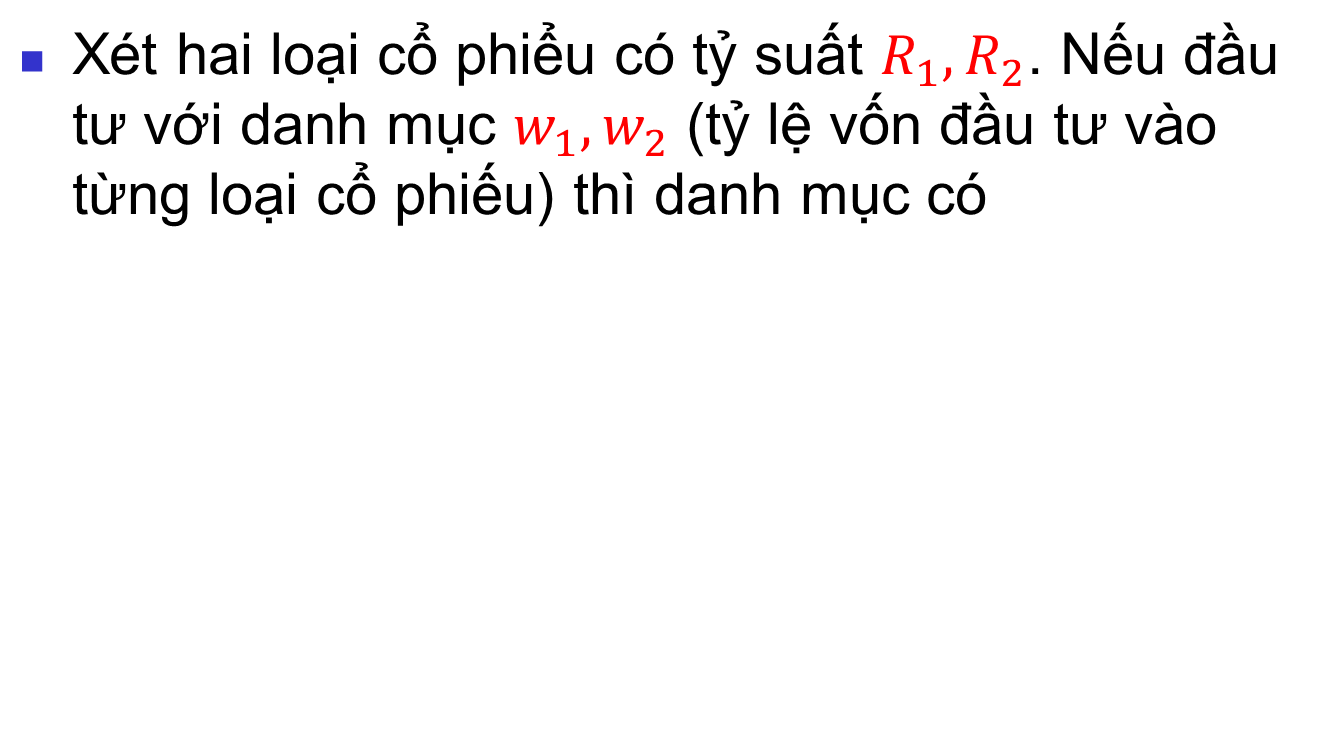 ▪ Xét hai loại cổ phiểu có tỷ suất R₁, R₂. Nếu đầu
tư với danh mục w₁, w₂ (tỷ lệ vốn đầu tư vào
từng loại cổ phiếu) thì danh mục có